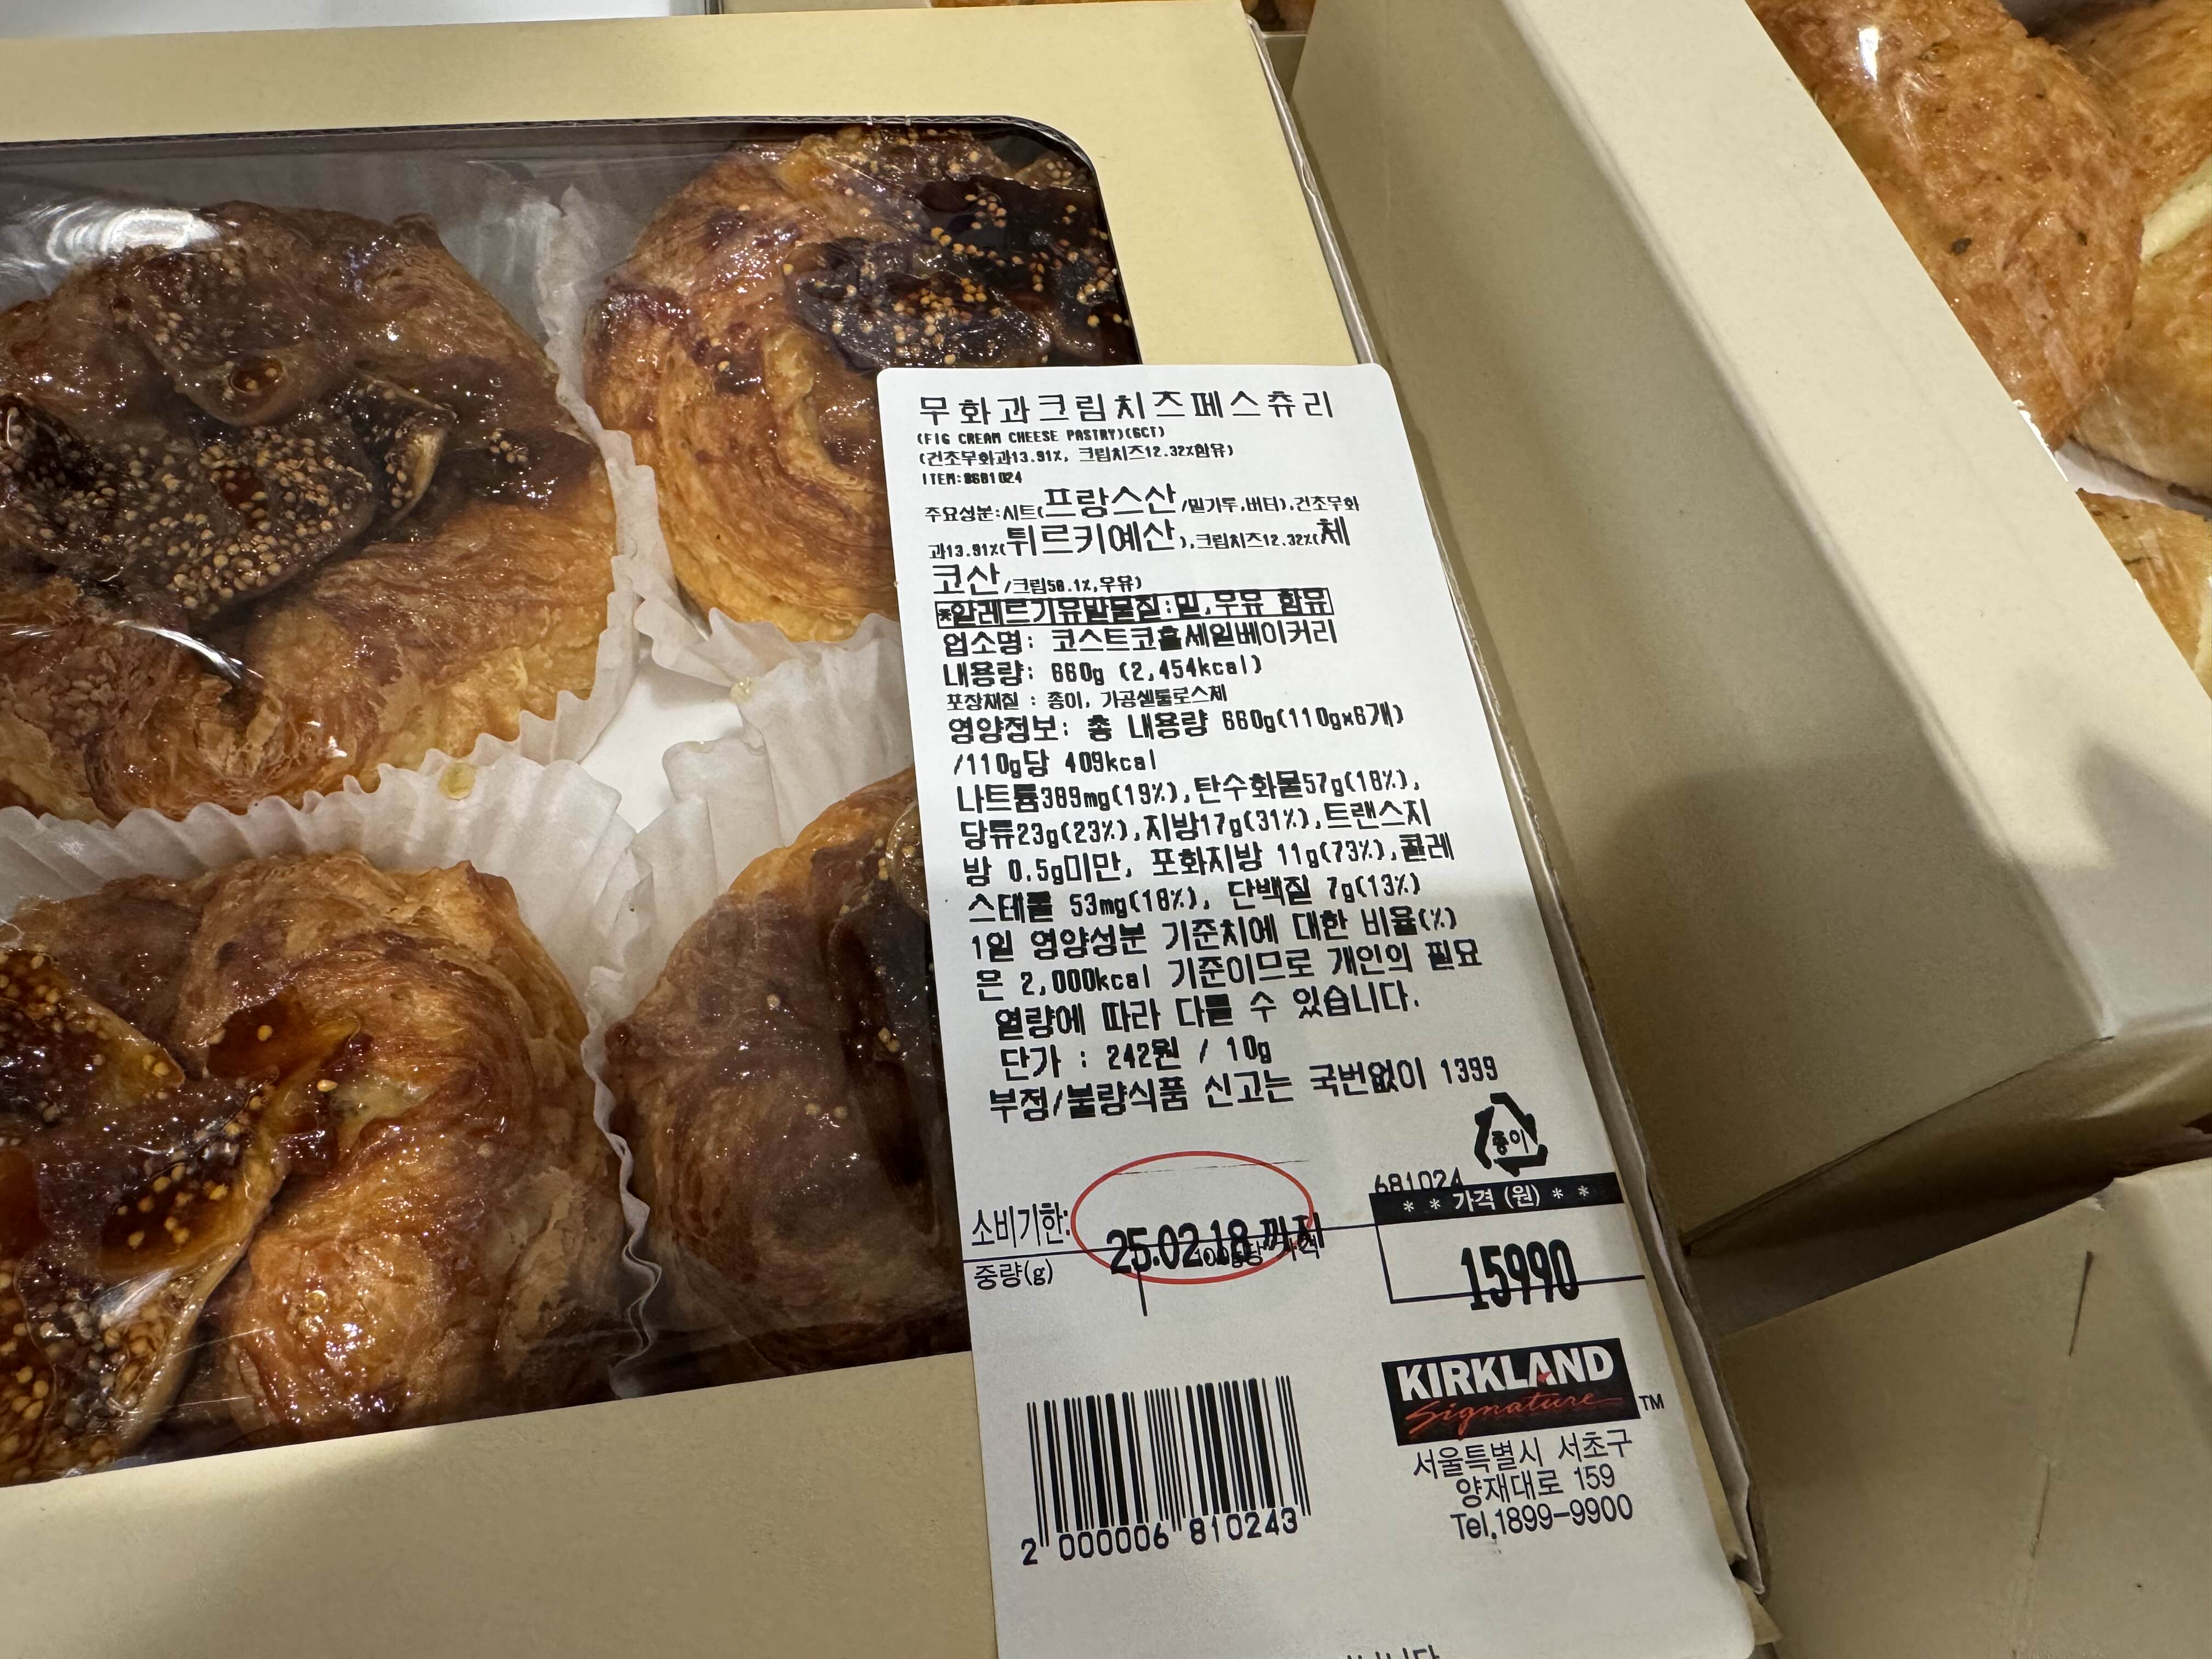 무화과크림치즈페스츄리
(FIG CREAM CHEESE PASTRY)(6CT)
(건조무화과13.91%, 크림치즈12.32%함유)
ITEM:#681024
주요성분:시트(프랑스산/밀가루,버터),건조무화
과13.91%(튀르키예산),크림치즈12.32%(체
코산/크림58.1%,우유)
*알레르기유발물질:밀,우유 함유
업소명: 코스트코홀세일베이커리
내용량: 660g (2,454kcal)
포장재질 : 종이, 가공셀룰로스제
영양정보: 총 내용량 660g(110gx6개)
/110g당 409kcal
나트륨389mg(19%),탄수화물57g(18%),
당류23g(23%),지방17g(31%),트랜스지
방 0.5g미만, 포화지방 11g(73%),콜레
스테롤 53mg(18%), 단백질 7g(13%)
1일 영양성분 기준치에 대한 비율(%)
은 2,000kcal 기준이므로 개인의 필요
열량에 따라 다를 수 있습니다.
단가 : 242원 / 10g
부정/불량식품 신고는 국번없이 1399
종이
681024
* * 가격 (원) * *
소비기한: 25.02.18 까지
15990
중량(g) 100g당 가격
KIRKLAND
Signature TM
서울특별시 서초구
양재대로 159
Tel.1899-9900
2 000006 810243